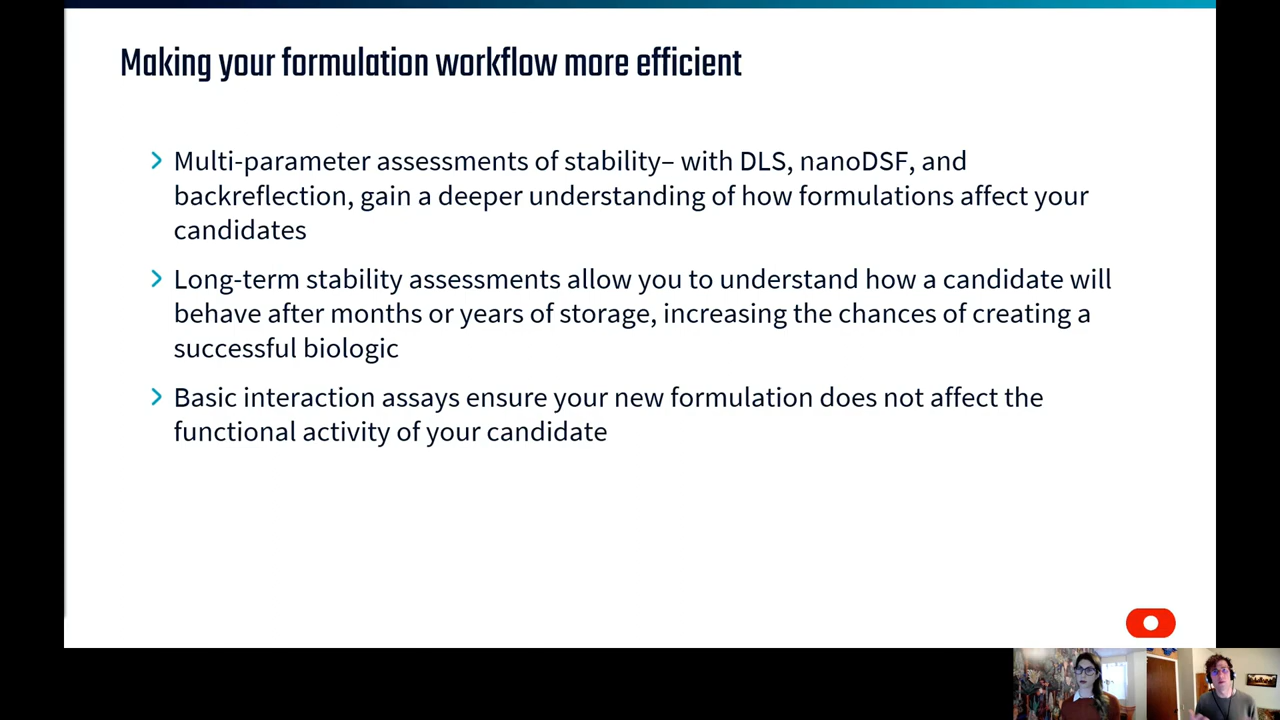 Making your formulation workflow more efficient
Multi-parameter assessments of stability– with DLS, nanoDSF, and
backreflection, gain a deeper understanding of how formulations affect your
candidates
Long-term stability assessments allow you to understand how a candidate will
behave after months or years of storage, increasing the chances of creating a
successful biologic
Basic interaction assays ensure your new formulation does not affect the
functional activity of your candidate